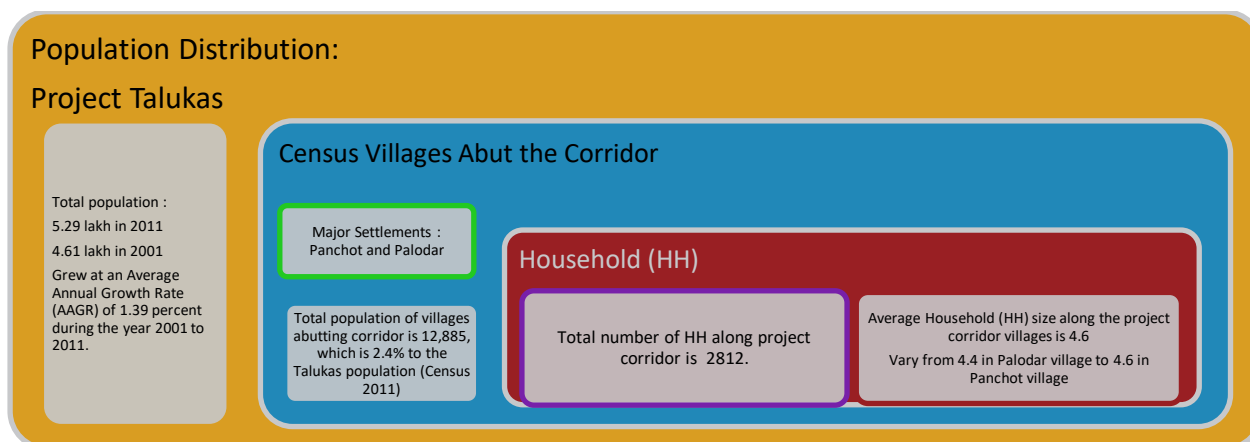 Population Distribution:
Project Talukas
Total population :
5.29 lakh in 2011
4.61 lakh in 2001
Grew at an Average
Annual Growth Rate
(AAGR) of 1.39 percent
during the year 2001 to
2011.
Census Villages Abut the Corridor
Major Settlements :
Panchot and Palodar
Total population of villages
abutting corridor is 12,885,
which is 2.4% to the
Talukas population (Census
2011)
Household (HH)
Total number of HH along project
corridor is 2812.
Average Household (HH) size along the project
corridor villages is 4.6
Vary from 4.4 in Palodar village to 4.6 in
Panchot village